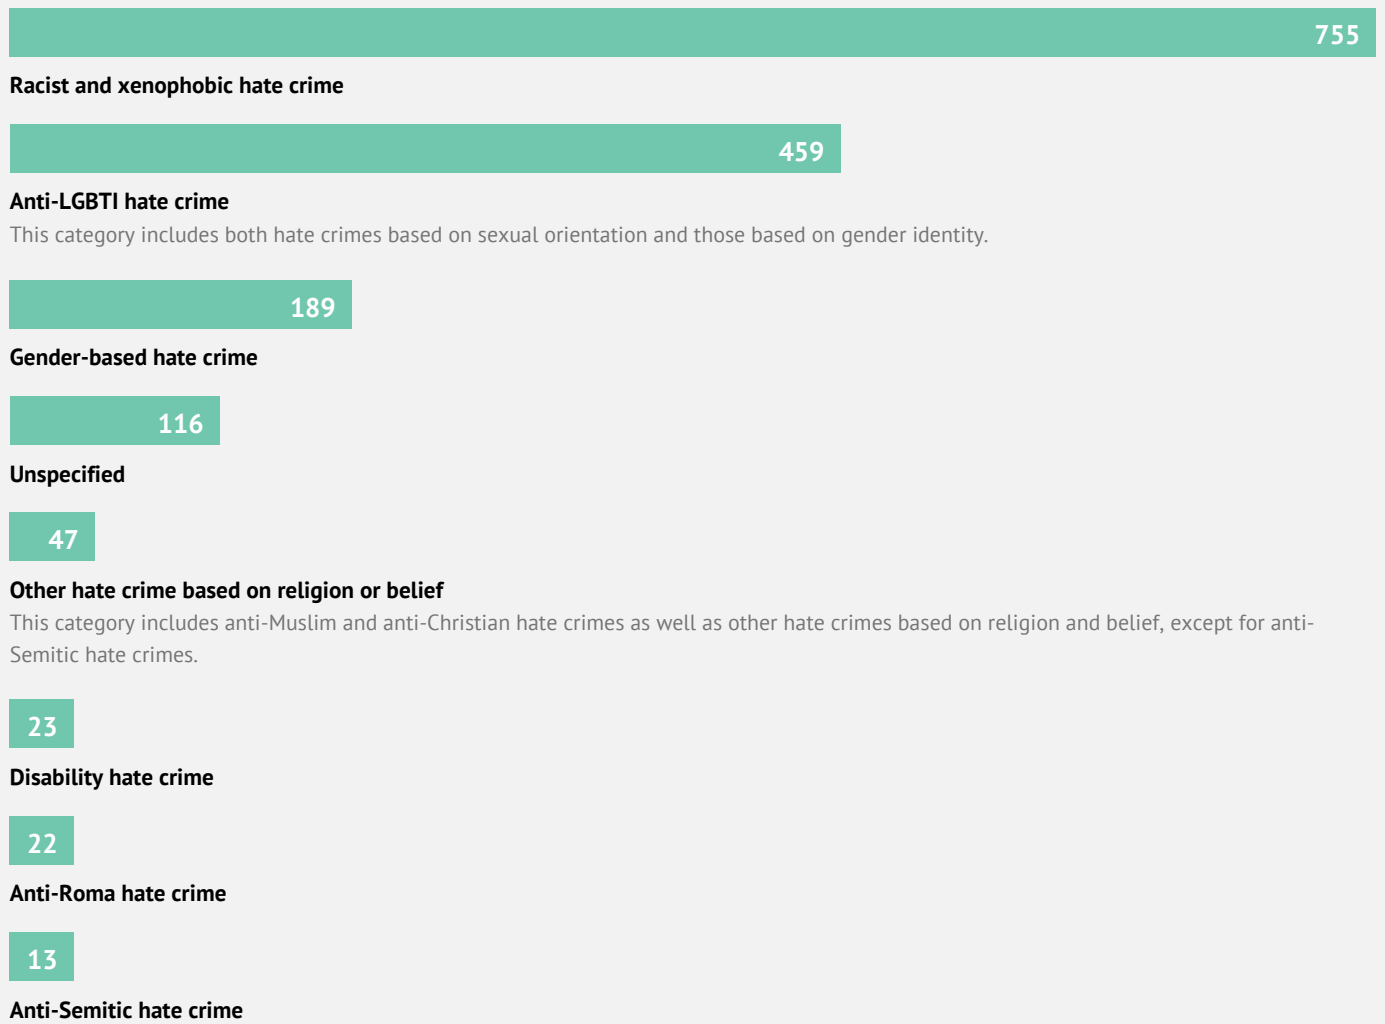 755
Racist and xenophobic hate crime
459
Anti-LGBTI hate crime
This category includes both hate crimes based on sexual orientation and those based on gender identity.
189
Gender-based hate crime
116
Unspecified
47
Other hate crime based on religion or belief
This category includes anti-Muslim and anti-Christian hate crimes as well as other hate crimes based on religion and belief, except for anti-
Semitic hate crimes.
23
Disability hate crime
22
Anti-Roma hate crime
13
Anti-Semitic hate crime